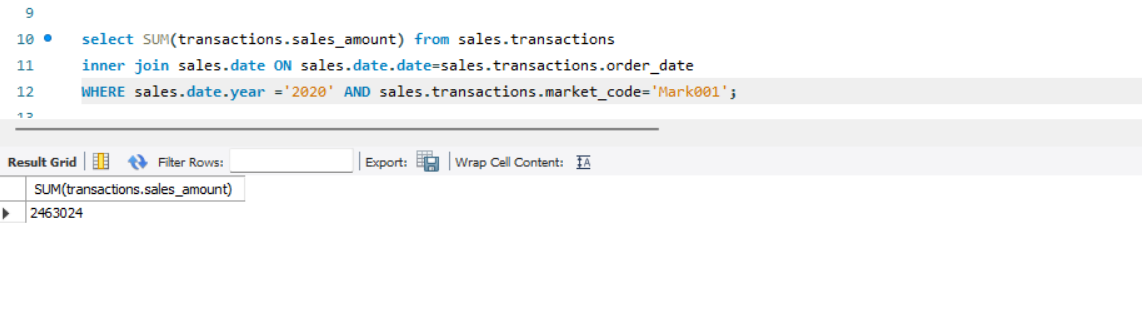 9
10 select SUM(transactions.sales_amount) from sales.transactions
11 inner join sales.date ON sales.date.date=sales.transactions.order_date
12 WHERE sales.date.year ='2020' AND sales.transactions.market_code='Mark001';
13
Result Grid Filter Rows: Export: Wrap Cell Content: IA
SUM(transactions.sales_amount)
2463024